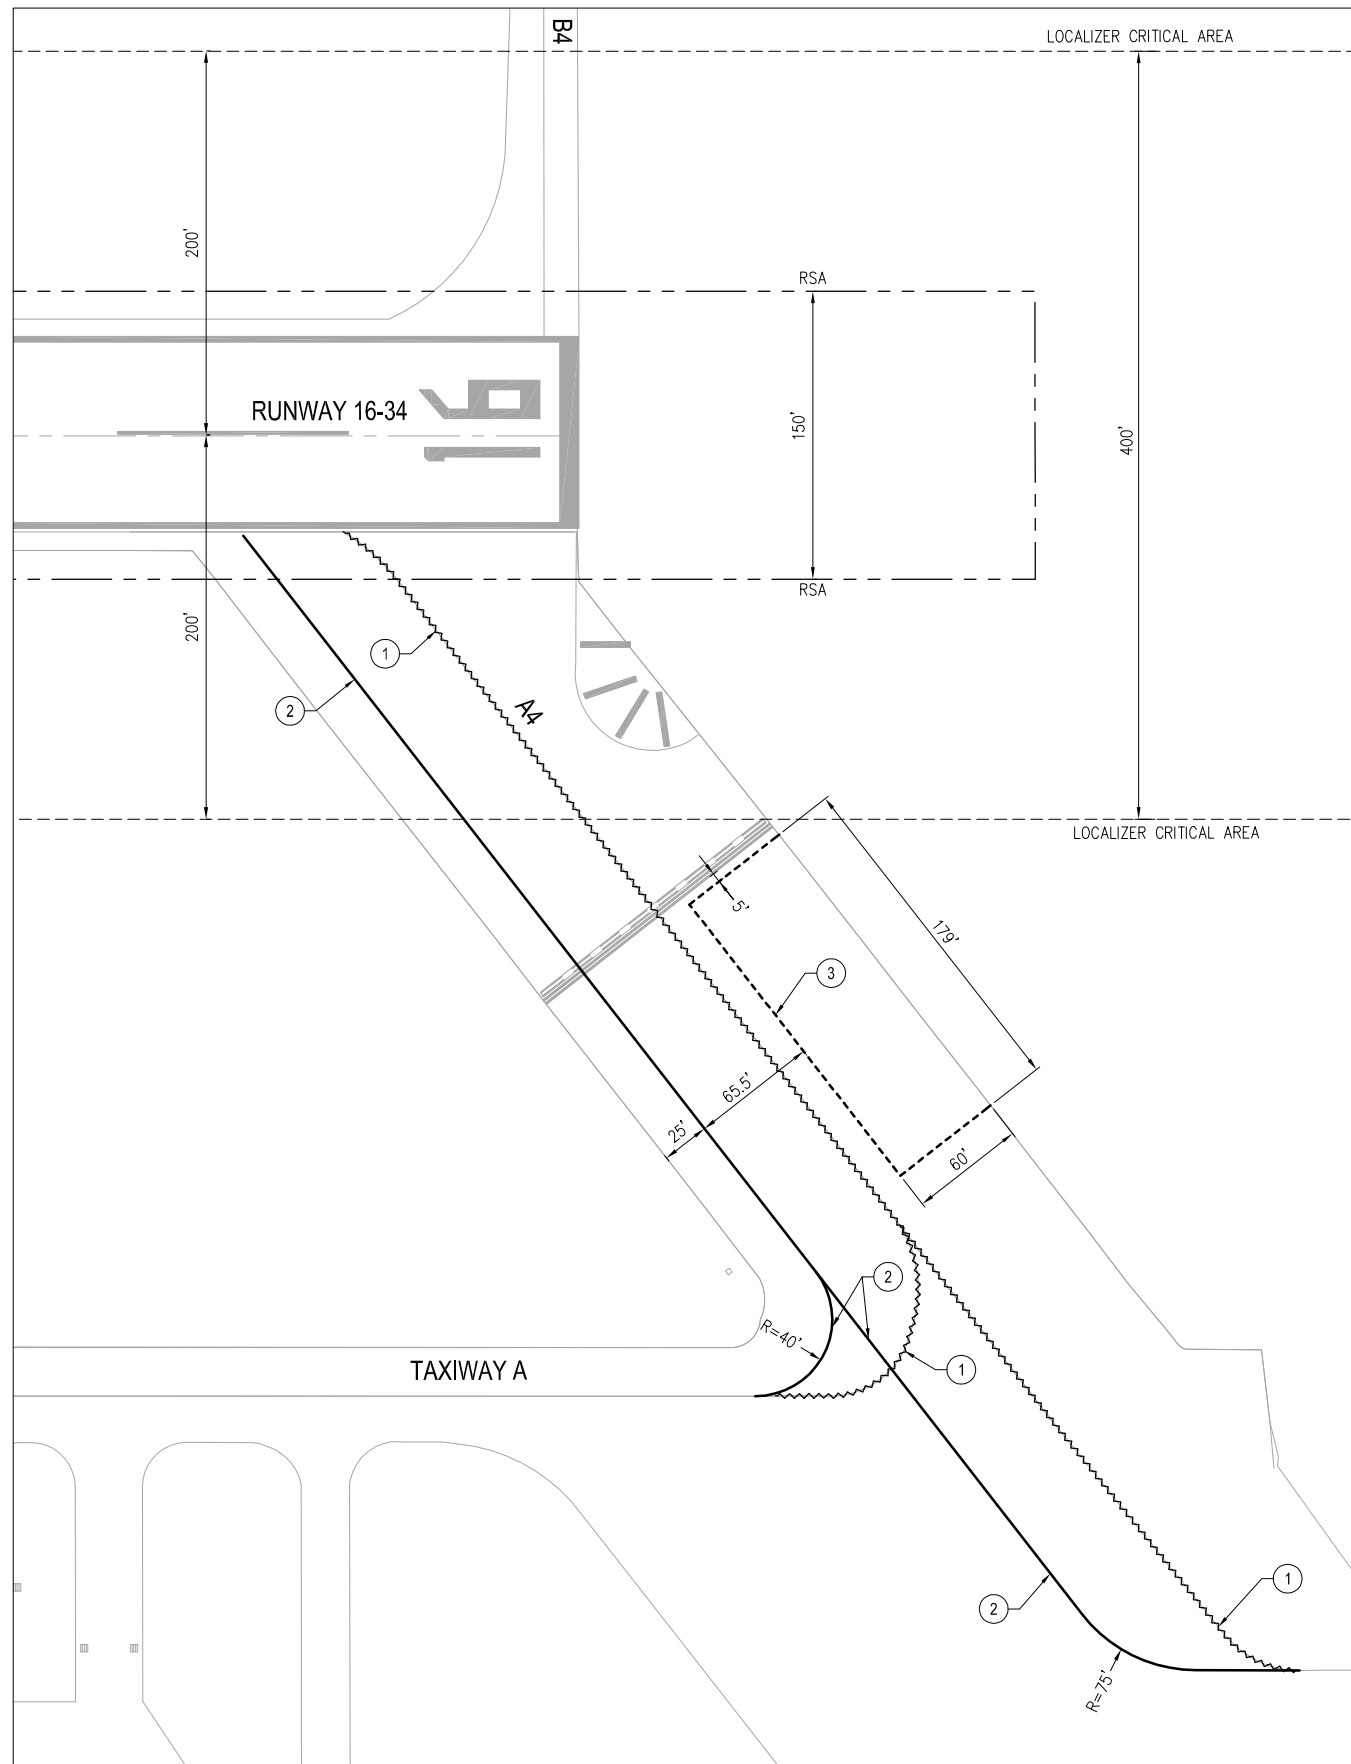 B4
LOCALIZER CRITICAL AREA
200'
RSA
RUNWAY 16-34
16
150'
400'
RSA
200'
1
2
A4
LOCALIZER CRITICAL AREA
5'
179'
3
65.5'
25'
60'
2
R=40'
TAXIWAY A
1
1
2
R=75'